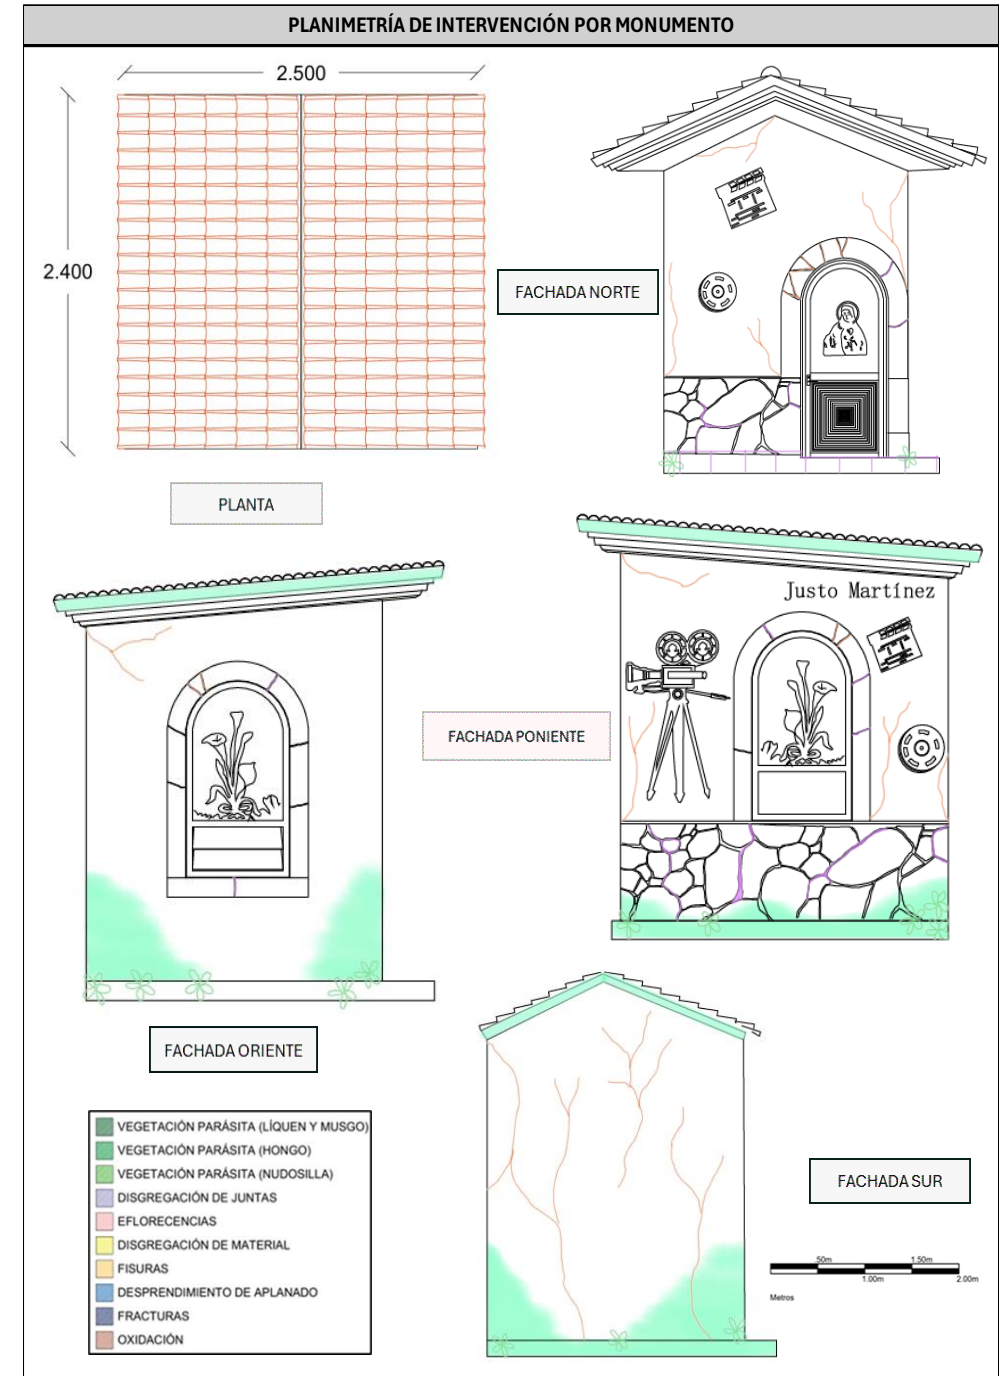 PLANIMETRÍA DE INTERVENCIÓN POR MONUMENTO
2.500
2.400
FACHADA NORTE
PLANTA
Justo Martínez
FACHADA PONIENTE
FACHADA ORIENTE
VEGETACIÓN PARÁSITA (LÍQUEN Y MUSGO)
VEGETACIÓN PARÁSITA (HONGO)
VEGETACIÓN PARÁSITA (NUDOSILLA)
DISGREGACIÓN DE JUNTAS
EFLORECENCIAS
DISGREGACIÓN DE MATERIAL
FISURAS
DESPRENDIMIENTO DE APLANADO
FRACTURAS
OXIDACIÓN
FACHADA SUR
.50m 1.50m
1.00m 2.00m
Metros